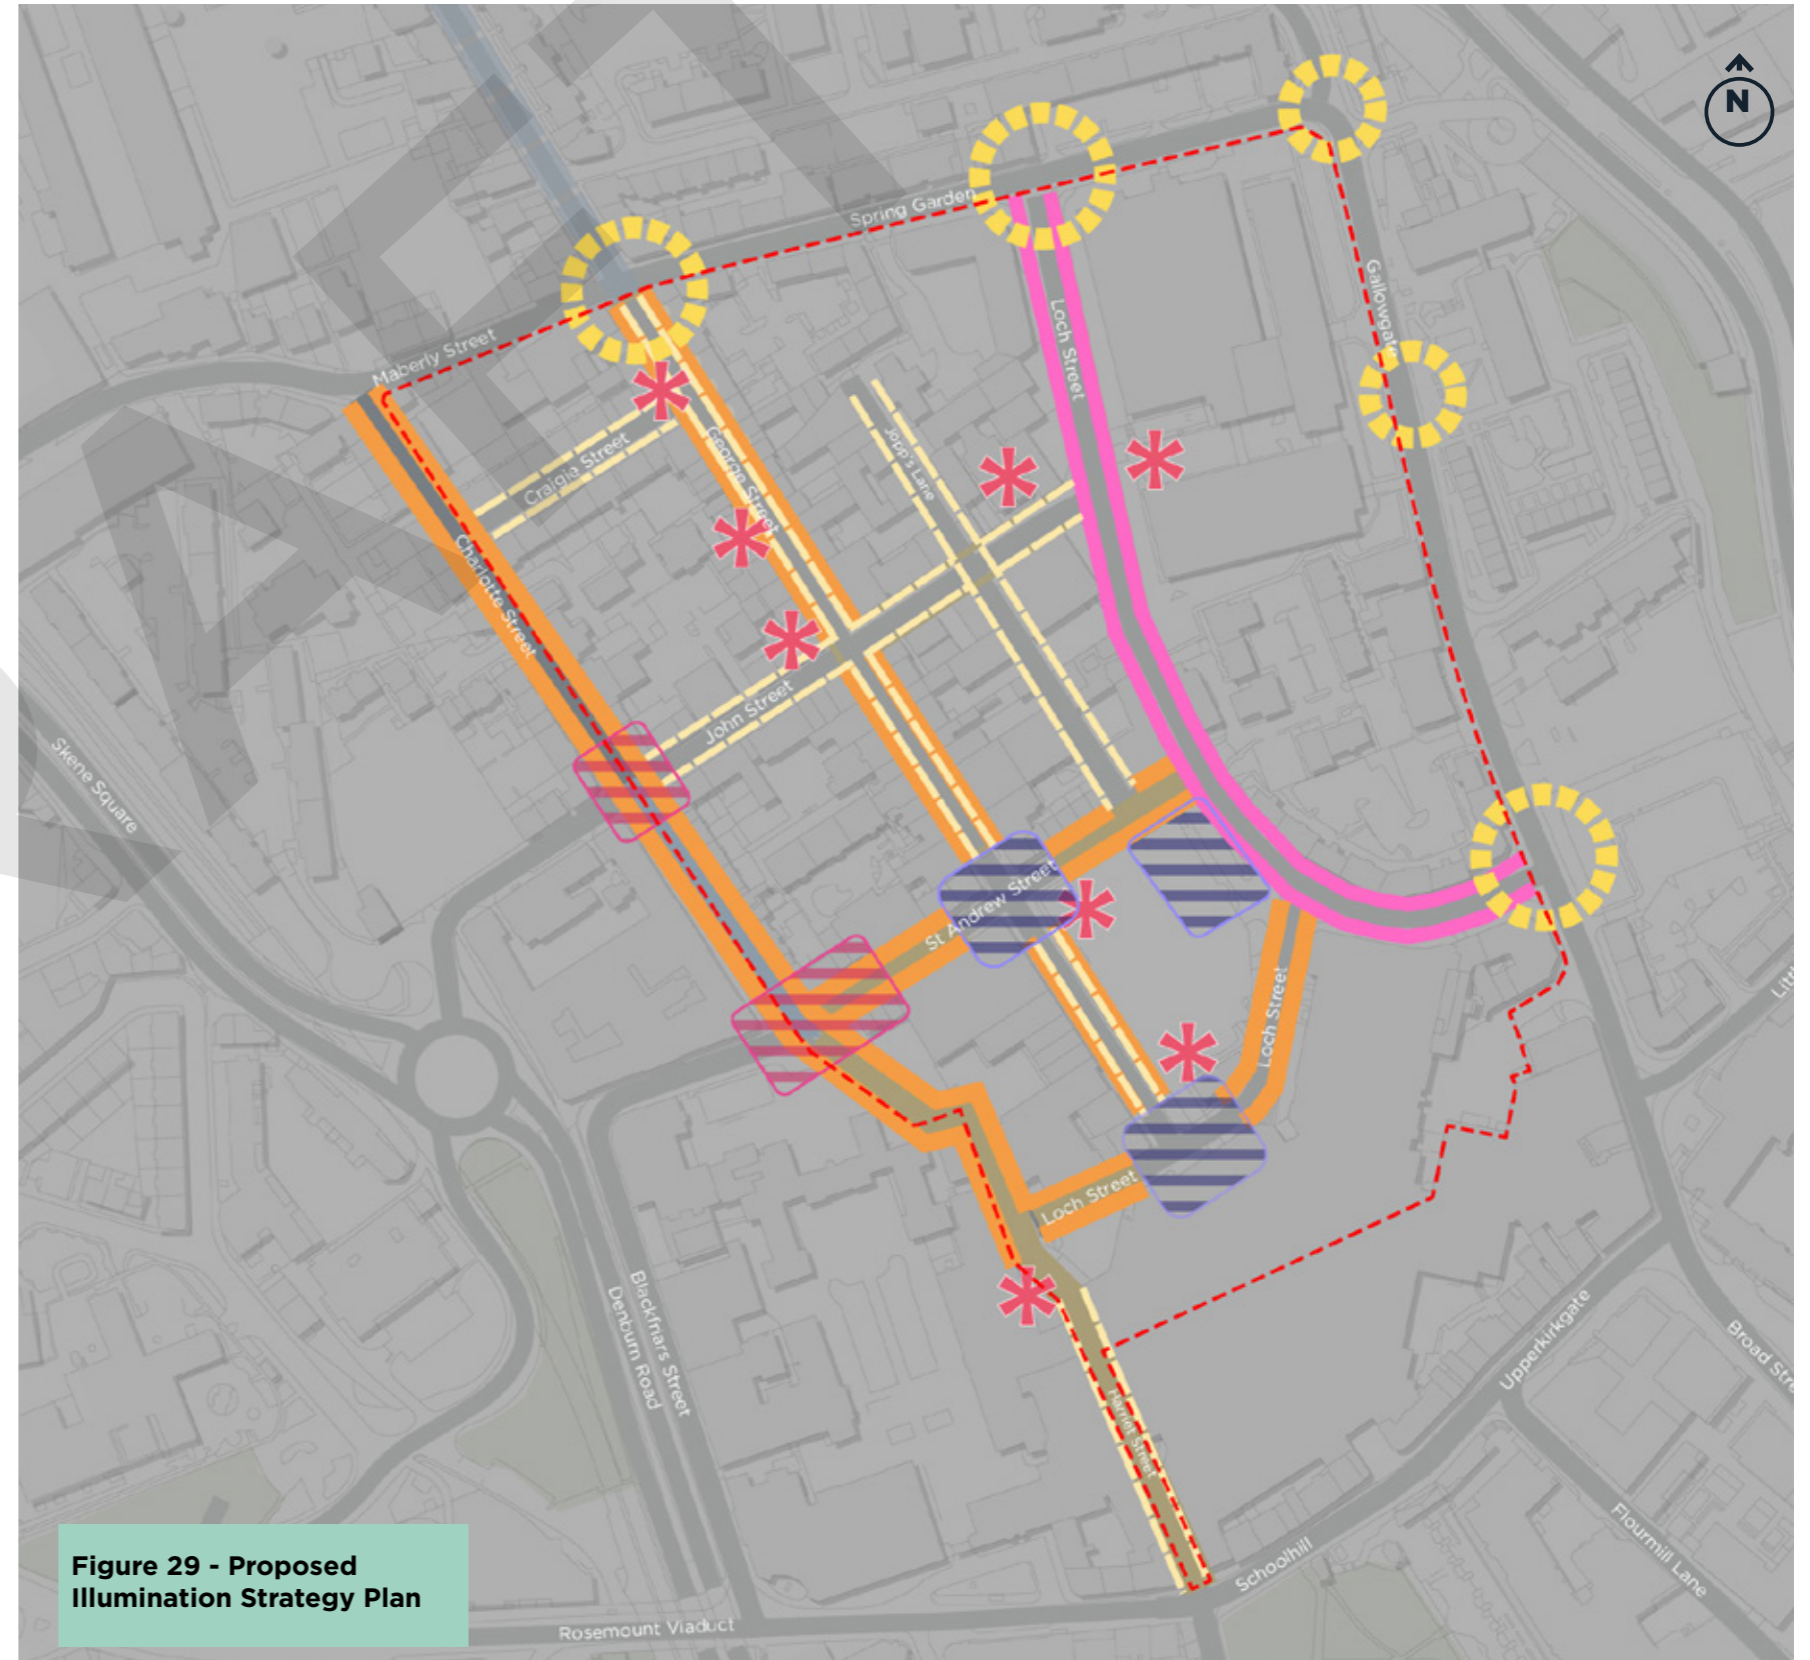 N
Spring Garden
Maberly Street
Gallowgate
Loch Street
Craigie Street
George Street
Jopp's Lane
Charlotte Street
John Street
Skene Square
St Andrew Street
Loch Street
Loch Street
Blackfriars Street
Denburn Road
Harriet Street
Upperkirkgate
Broad Stre
Litt
Flourmill Lane
Schoolhill
Rosemount Viaduct
Figure 29 - Proposed
Illumination Strategy Plan